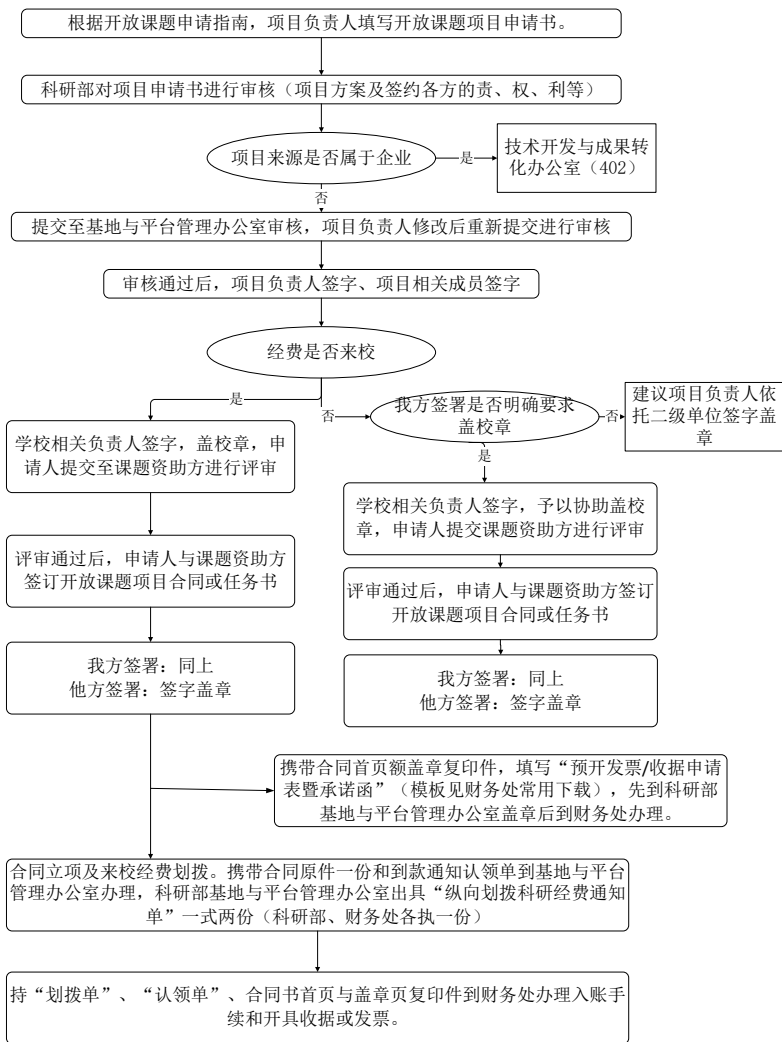 根据开放课题申请指南，项目负责人填写开放课题项目申请书。
科研部对项目申请书进行审核（项目方案及签约各方的责、权、利等）
项目来源是否属于企业
是
技术开发与成果转
化办公室（402）
否
提交至基地与平台管理办公室审核，项目负责人修改后重新提交进行审核
审核通过后，项目负责人签字、项目相关成员签字
经费是否来校
是
否
我方签署是否明确要求
盖校章
否
建议项目负责人依
托二级单位签字盖
章
是
学校相关负责人签字，盖校章，申
请人提交至课题资助方进行评审
学校相关负责人签字，予以协助盖校
章，申请人提交课题资助方进行评审
评审通过后，申请人与课题资助方
签订开放课题项目合同或任务书
评审通过后，申请人与课题资助方签订
开放课题项目合同或任务书
我方签署：同上
他方签署：签字盖章
我方签署：同上
他方签署：签字盖章
携带合同首页额盖章复印件，填写“预开发票/收据申请
表暨承诺函”（模板见财务处常用下载），先到科研部
基地与平台管理办公室盖章后到财务处办理。
合同立项及来校经费划拨。携带合同原件一份和到款通知认领单到基地与平台
管理办公室办理，科研部基地与平台管理办公室出具“纵向划拨科研经费通知
单”一式两份（科研部、财务处各执一份）
持“划拨单”、“认领单”、合同书首页与盖章页复印件到财务处办理入账手
续和开具收据或发票。